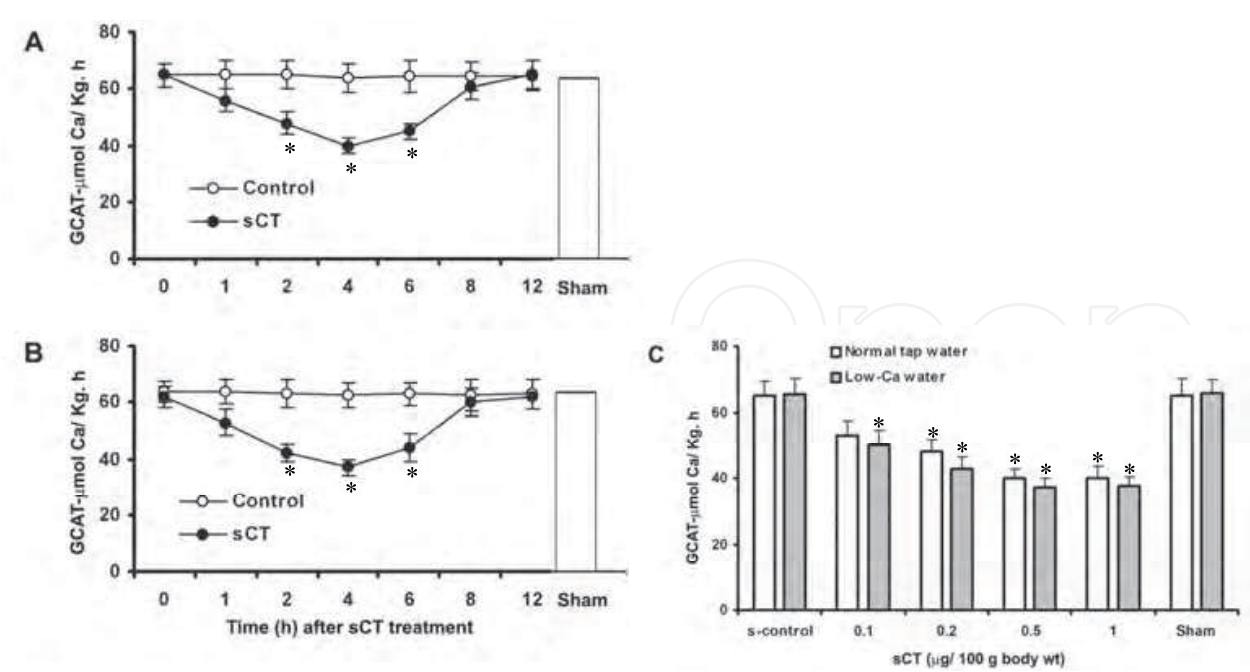 A
GCAT-μmol Ca/ Kg. h
80
60
40
20
0
Control
sCT
*
*
*
0 1 2 4 6 8 12 Sham
B
GCAT-μmol Ca/ Kg. h
80
60
40
20
0
Control
sCT
*
*
*
0 1 2 4 6 8 12 Sham
Time (h) after sCT treatment
C
GCAT-μmol Ca/ Kg. h
80
60
40
20
0
Normal tap water
Low-Ca water
* * * * * * *
s-control 0.1 0.2 0.5 1 Sham
sCT (μg/ 100 g body wt)